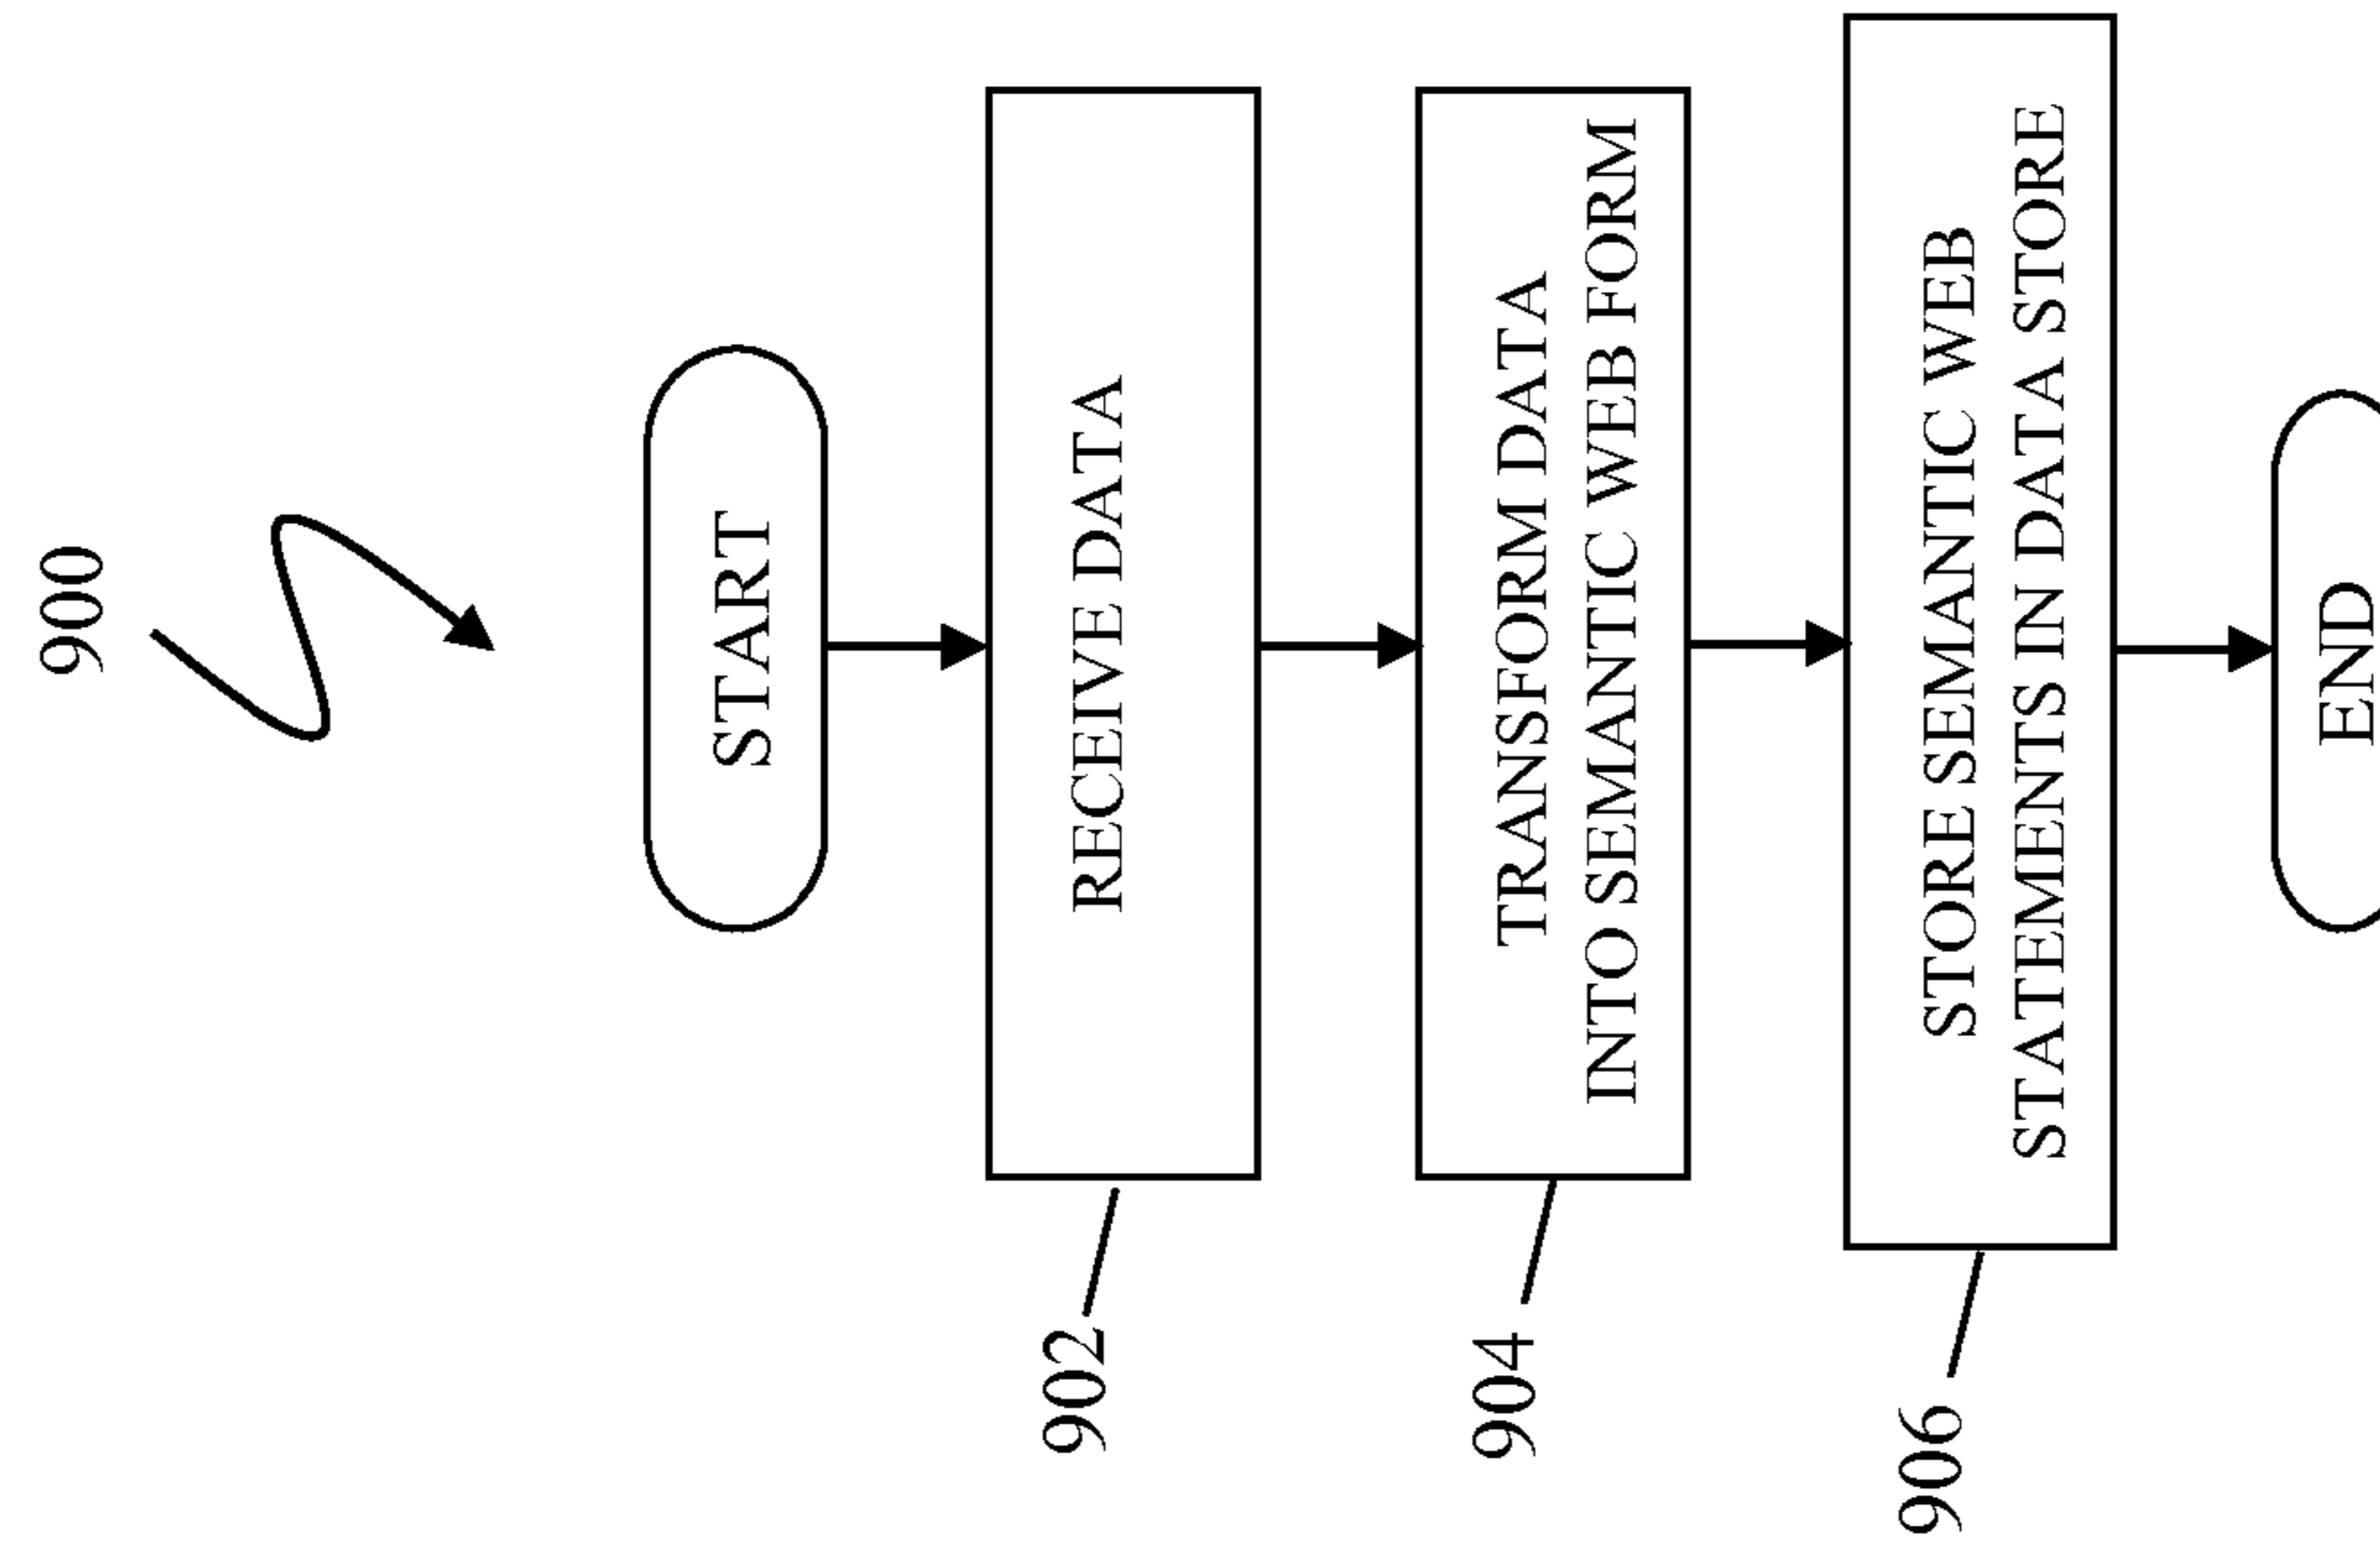 900
START
RECEIVE DATA
902
TRANSFORM DATA
INTO SEMANTIC WEB FORM
904
STORE SEMANTIC WEB
STATEMENTS IN DATA STORE
906
END